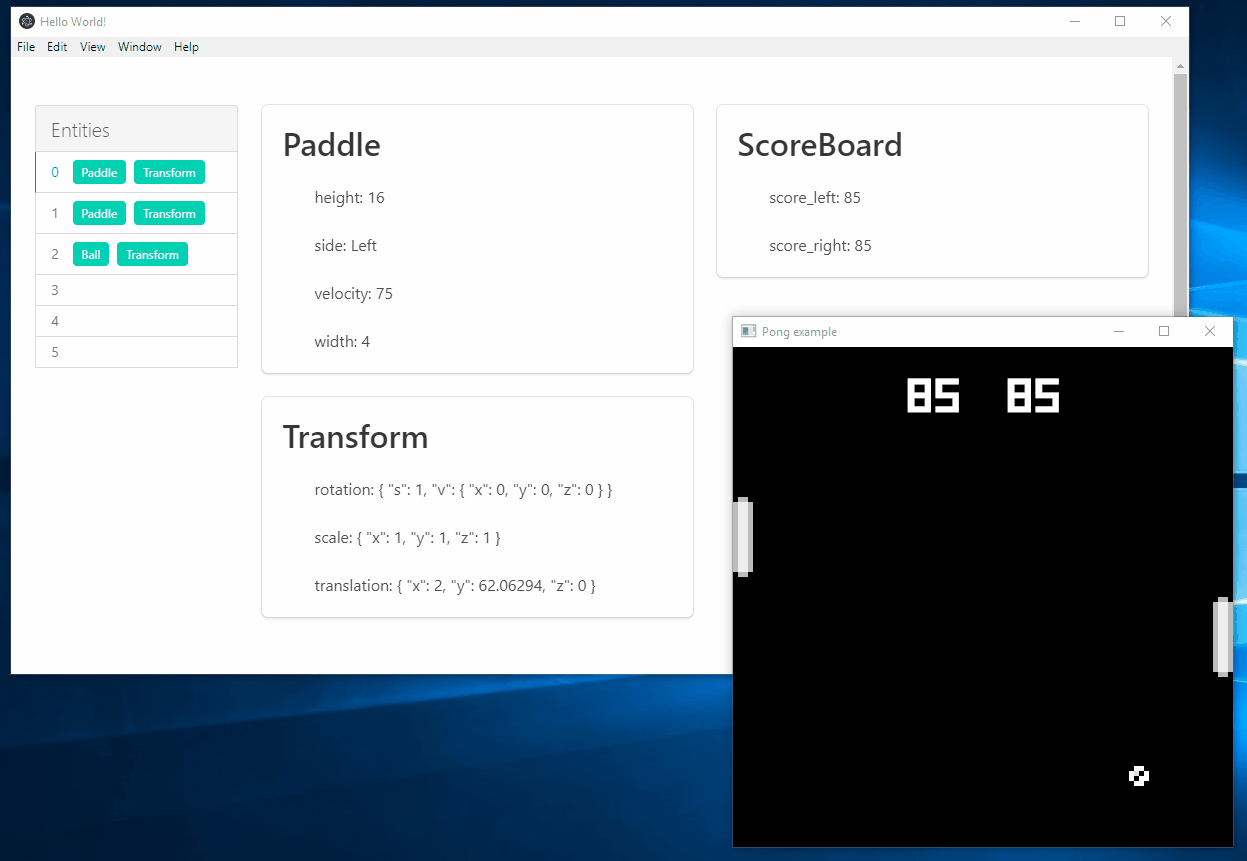 Hello World!
File Edit View Window Help
Entities
0 Paddle Transform
1 Paddle Transform
2 Ball Transform
3
4
5
Paddle
height: 16
side: Left
velocity: 75
width: 4
Transform
rotation: { "s": 1, "v": { "x": 0, "y": 0, "z": 0 } }
scale: { "x": 1, "y": 1, "z": 1 }
translation: { "x": 2, "y": 62.06294, "z": 0 }
ScoreBoard
score_left: 85
score_right: 85
Pong example
85 85